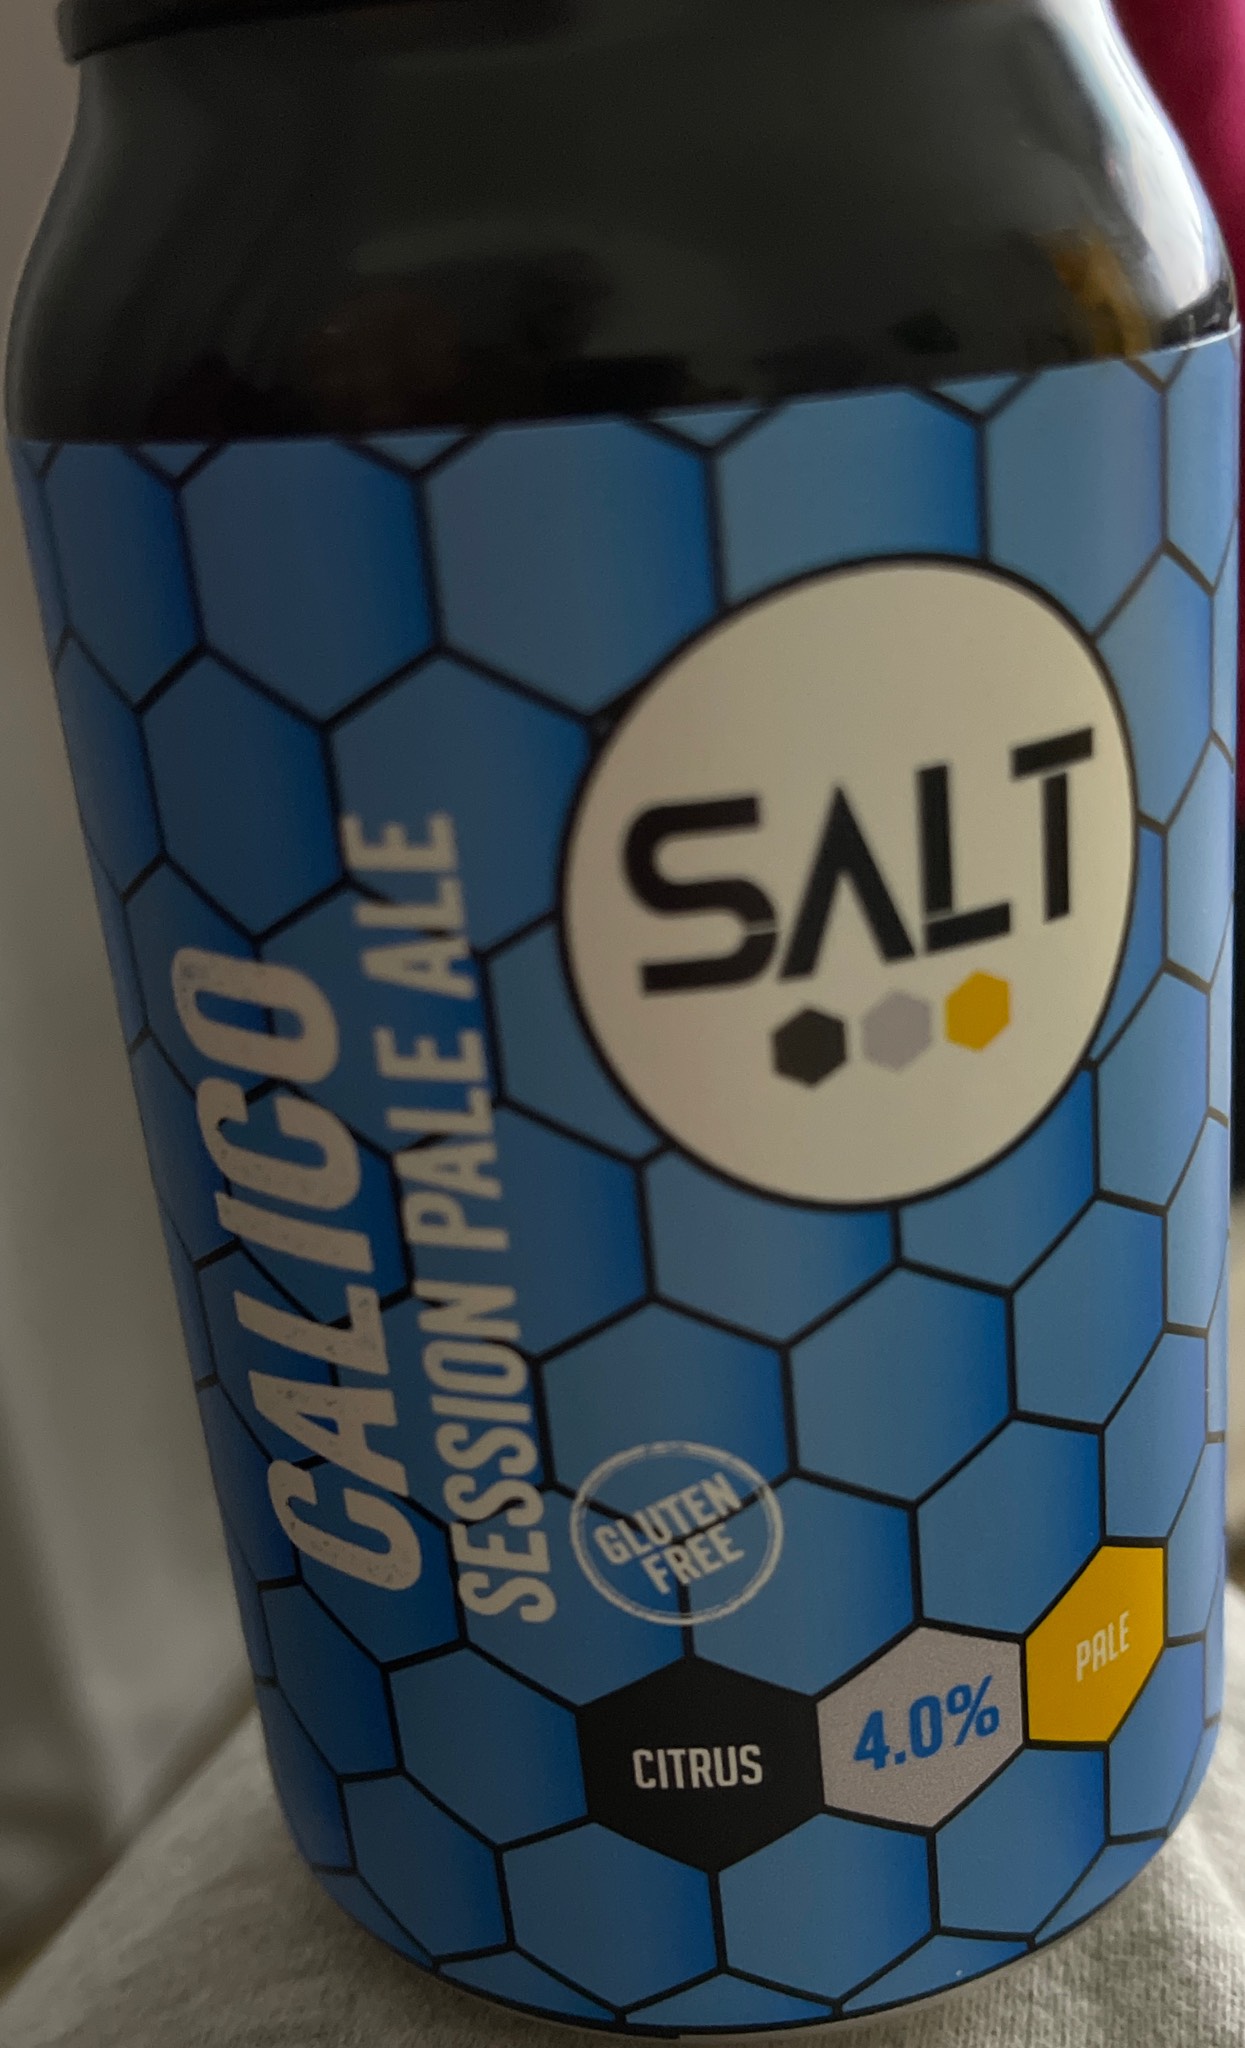 SALT
CALICO
SESSION PALE ALE
GLUTEN
FREE
CITRUS
4.0%
PALE